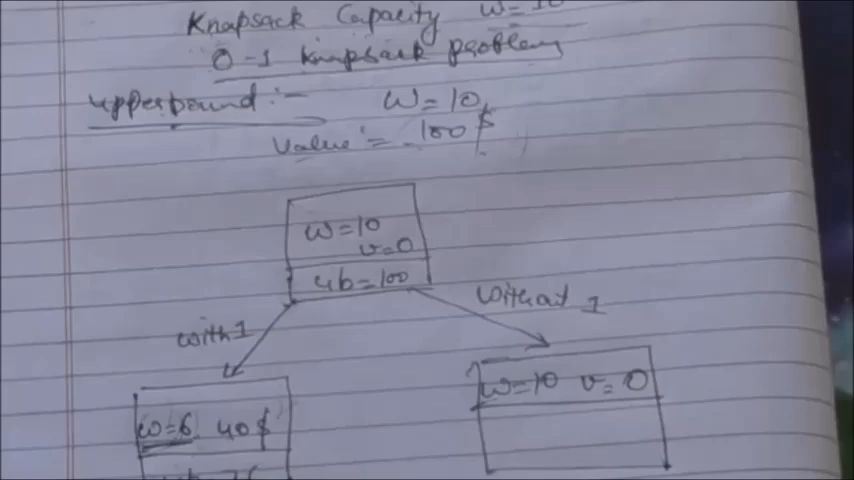 Knapsack Capacity W=10
0-1 Knapsack problem
upperbound:-
W=10
Value = 100 $
w=10
v=0
ub=100
with 1
without 1
w=6 40$
w=10 v=0